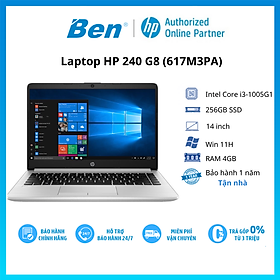 Ben
hp
Authorized
Online Partner
Laptop HP 240 G8 (617M3PA)
Intel Core i3-1005G1
256GB SSD
14 inch
Win 11H
RAM 4GB
Bảo hành 1 năm
Tận nhà
BẢO HÀNH
CHÍNH HÃNG
HỖ TRỢ
BẢO HÀNH 24/7
MIỄN PHÍ
VẬN CHUYỂN
TRẢ GÓP 0%
TỪ 3 TRIỆU